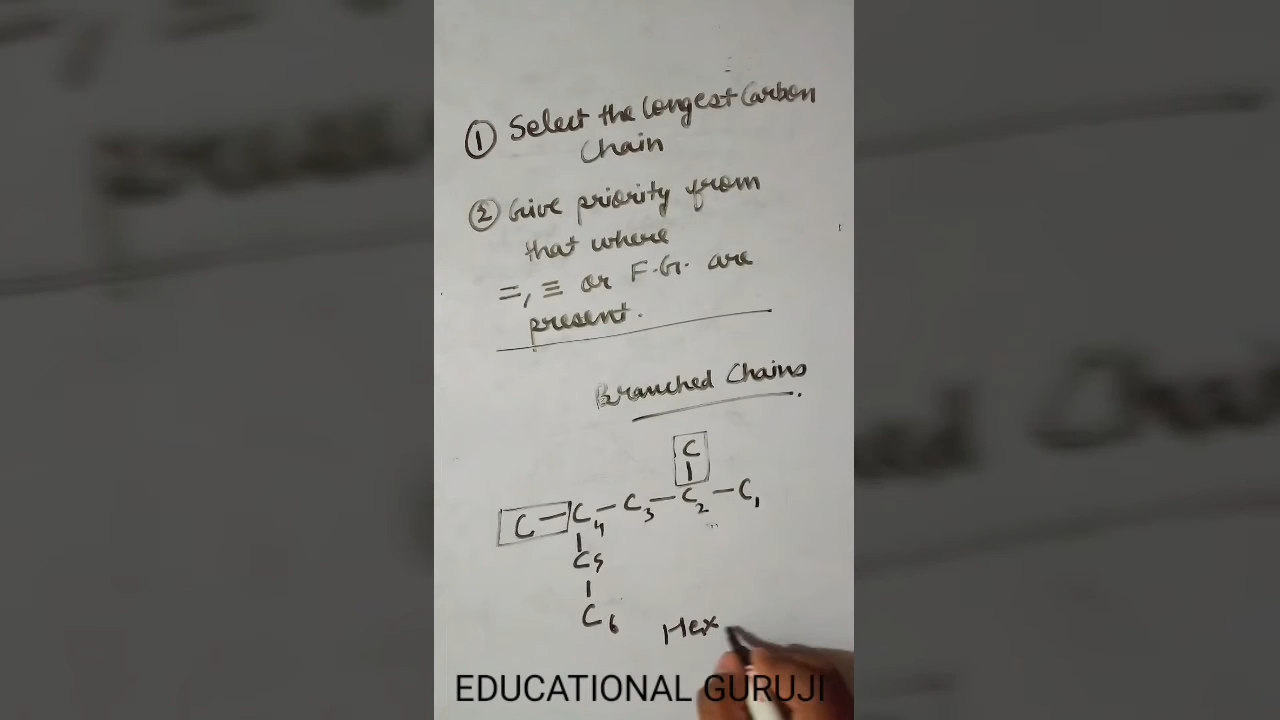 ① Select the longest Carbon
Chain
② Give priority from
that where
=, ≡ or F.G. are
present.
Branched Chains
C
C - C4 - C3 - C2 - C1
C5
C6
Hex
EDUCATIONAL GURUJI